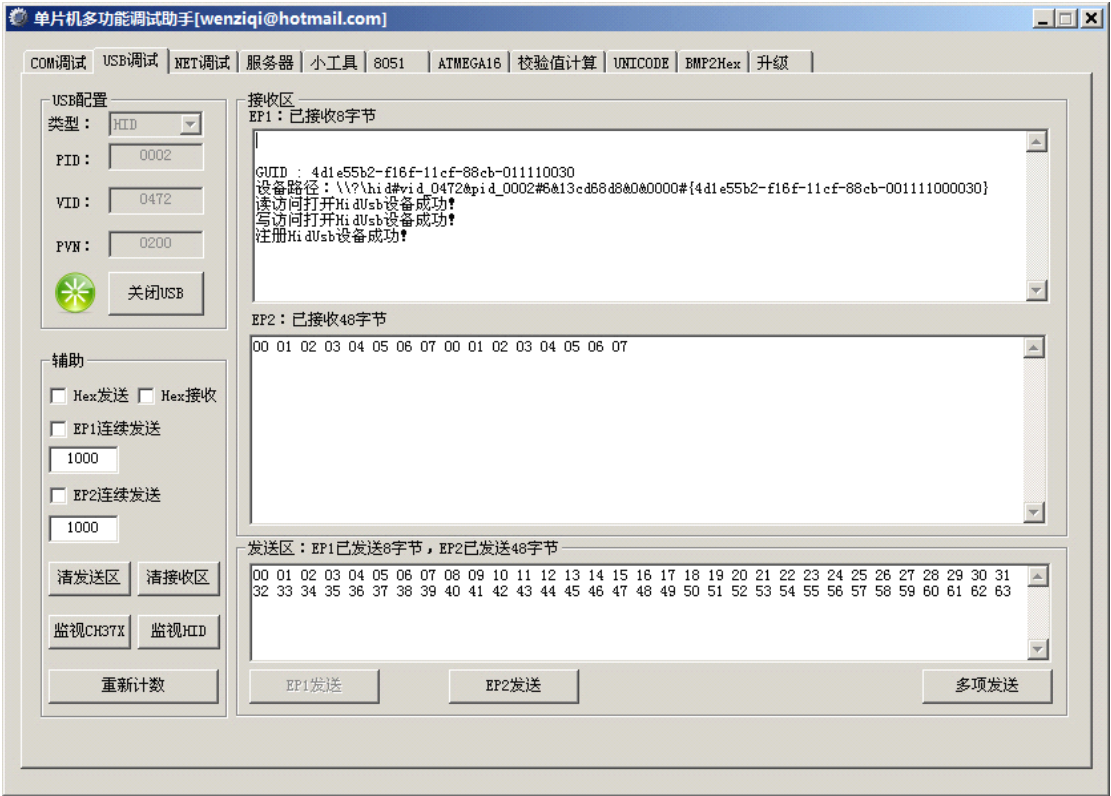 单片机多功能调试助手[wenziqi@hotmail.com]
COM调试 USB调试 NET调试 服务器 小工具 8051 ATMEGA16 校验值计算 UNICODE BMP2Hex 升级
USB配置
类型： HID
PID： 0002
VID： 0472
PVN： 0200
关闭USB
辅助
Hex发送 Hex接收
EP1连续发送
1000
EP2连续发送
1000
清发送区 清接收区
监视CH37X 监视HID
重新计数
接收区
EP1：已接收8字节
GUID : 4d1e55b2-f16f-11cf-88cb-011110030
设备路径：\\?\hid#vid_0472&pid_0002#6&13cd68d8&0&0000#{4d1e55b2-f16f-11cf-88cb-001111000030}
读访问打开HidUsb设备成功!
写访问打开HidUsb设备成功!
注册HidUsb设备成功!
EP2：已接收48字节
00 01 02 03 04 05 06 07 00 01 02 03 04 05 06 07
发送区：EP1已发送8字节，EP2已发送48字节
00 01 02 03 04 05 06 07 08 09 10 11 12 13 14 15 16 17 18 19 20 21 22 23 24 25 26 27 28 29 30 31
32 33 34 35 36 37 38 39 40 41 42 43 44 45 46 47 48 49 50 51 52 53 54 55 56 57 58 59 60 61 62 63
EP1发送 EP2发送 多项发送